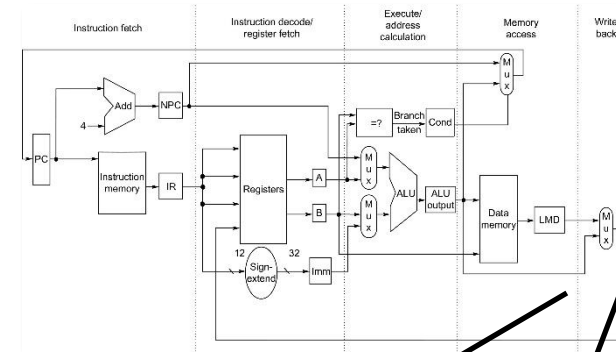 Instruction fetch
Instruction decode/
register fetch
Execute/
address
calculation
Memory
access
Write
back
M
u
x
Add
NPC
4
=?
Branch
taken
Cond
PC
Instruction
memory
IR
Registers
A
B
M
u
x
M
u
x
ALU
ALU
output
Data
memory
LMD
M
u
x
12
Sign-
extend
32
Imm